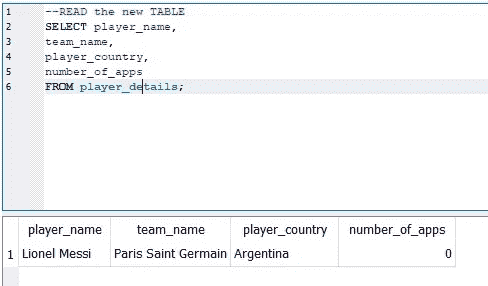 1 --READ the new TABLE
2 SELECT player_name,
3 team_name,
4 player_country,
5 number_of_apps
6 FROM player_details;
player_name team_name player_country number_of_apps
1 Lionel Messi Paris Saint Germain Argentina 0